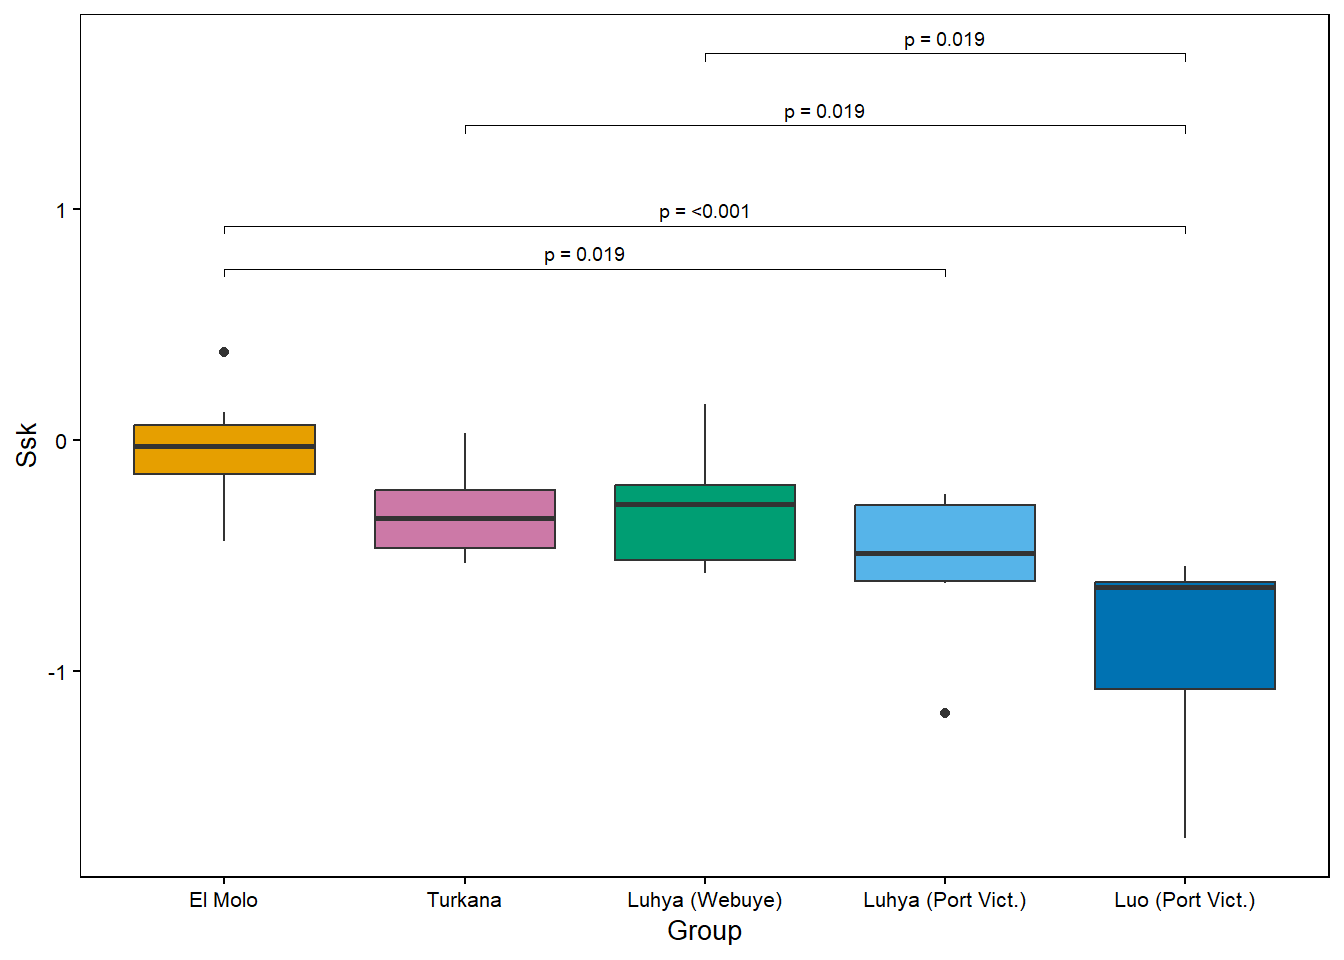 p = 0.019
p = 0.019
p = <0.001
p = 0.019
1
0
-1
Ssk
El Molo
Turkana
Luhya (Webuye)
Luhya (Port Vict.)
Luo (Port Vict.)
Group